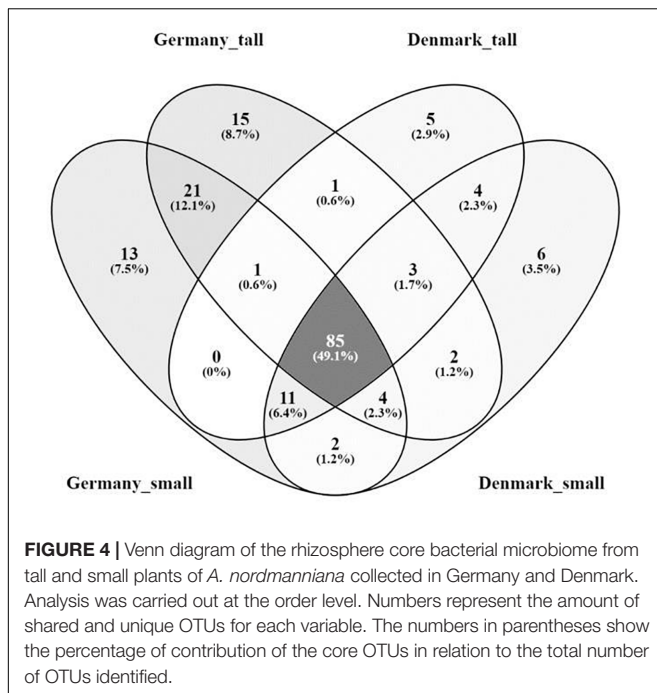 Germany_tall Denmark_tall
15 5
(8.7%) (2.9%)
21 1 4
(12.1%) (0.6%) (2.3%)
13 1 3 6
(7.5%) (0.6%) (1.7%) (3.5%)
0 85 2
(0%) (49.1%) (1.2%)
11 4
(6.4%) (2.3%)
2
(1.2%)
Germany_small Denmark_small
FIGURE 4 | Venn diagram of the rhizosphere core bacterial microbiome from
tall and small plants of A. nordmanniana collected in Germany and Denmark.
Analysis was carried out at the order level. Numbers represent the amount of
shared and unique OTUs for each variable. The numbers in parentheses show
the percentage of contribution of the core OTUs in relation to the total number
of OTUs identified.